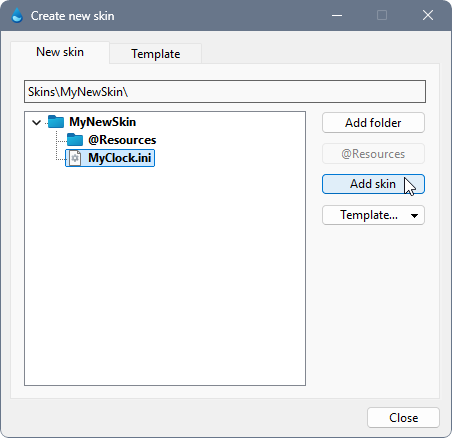 Create new skin
New skin
Template
Skins\MyNewSkin\
MyNewSkin
@Resources
MyClock.ini
Add folder
@Resources
Add skin
Template...
Close